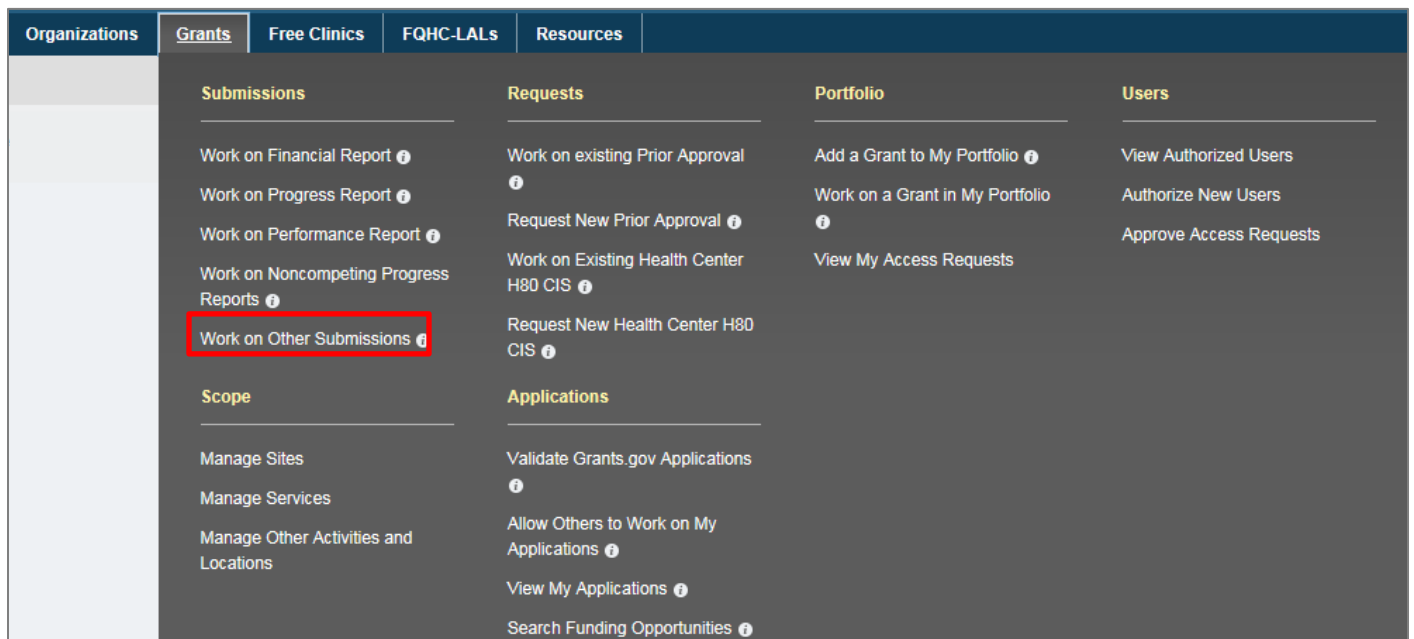 Organizations Grants Free Clinics FQHC-LALs Resources
Submissions
Work on Financial Report
Work on Progress Report
Work on Performance Report
Work on Noncompeting Progress
Reports
Work on Other Submissions
Requests
Work on existing Prior Approval
Request New Prior Approval
Work on Existing Health Center
H80 CIS
Request New Health Center H80
CIS
Portfolio
Add a Grant to My Portfolio
Work on a Grant in My Portfolio
View My Access Requests
Users
View Authorized Users
Authorize New Users
Approve Access Requests
Scope
Manage Sites
Manage Services
Manage Other Activities and
Locations
Applications
Validate Grants.gov Applications
Allow Others to Work on My
Applications
View My Applications
Search Funding Opportunities